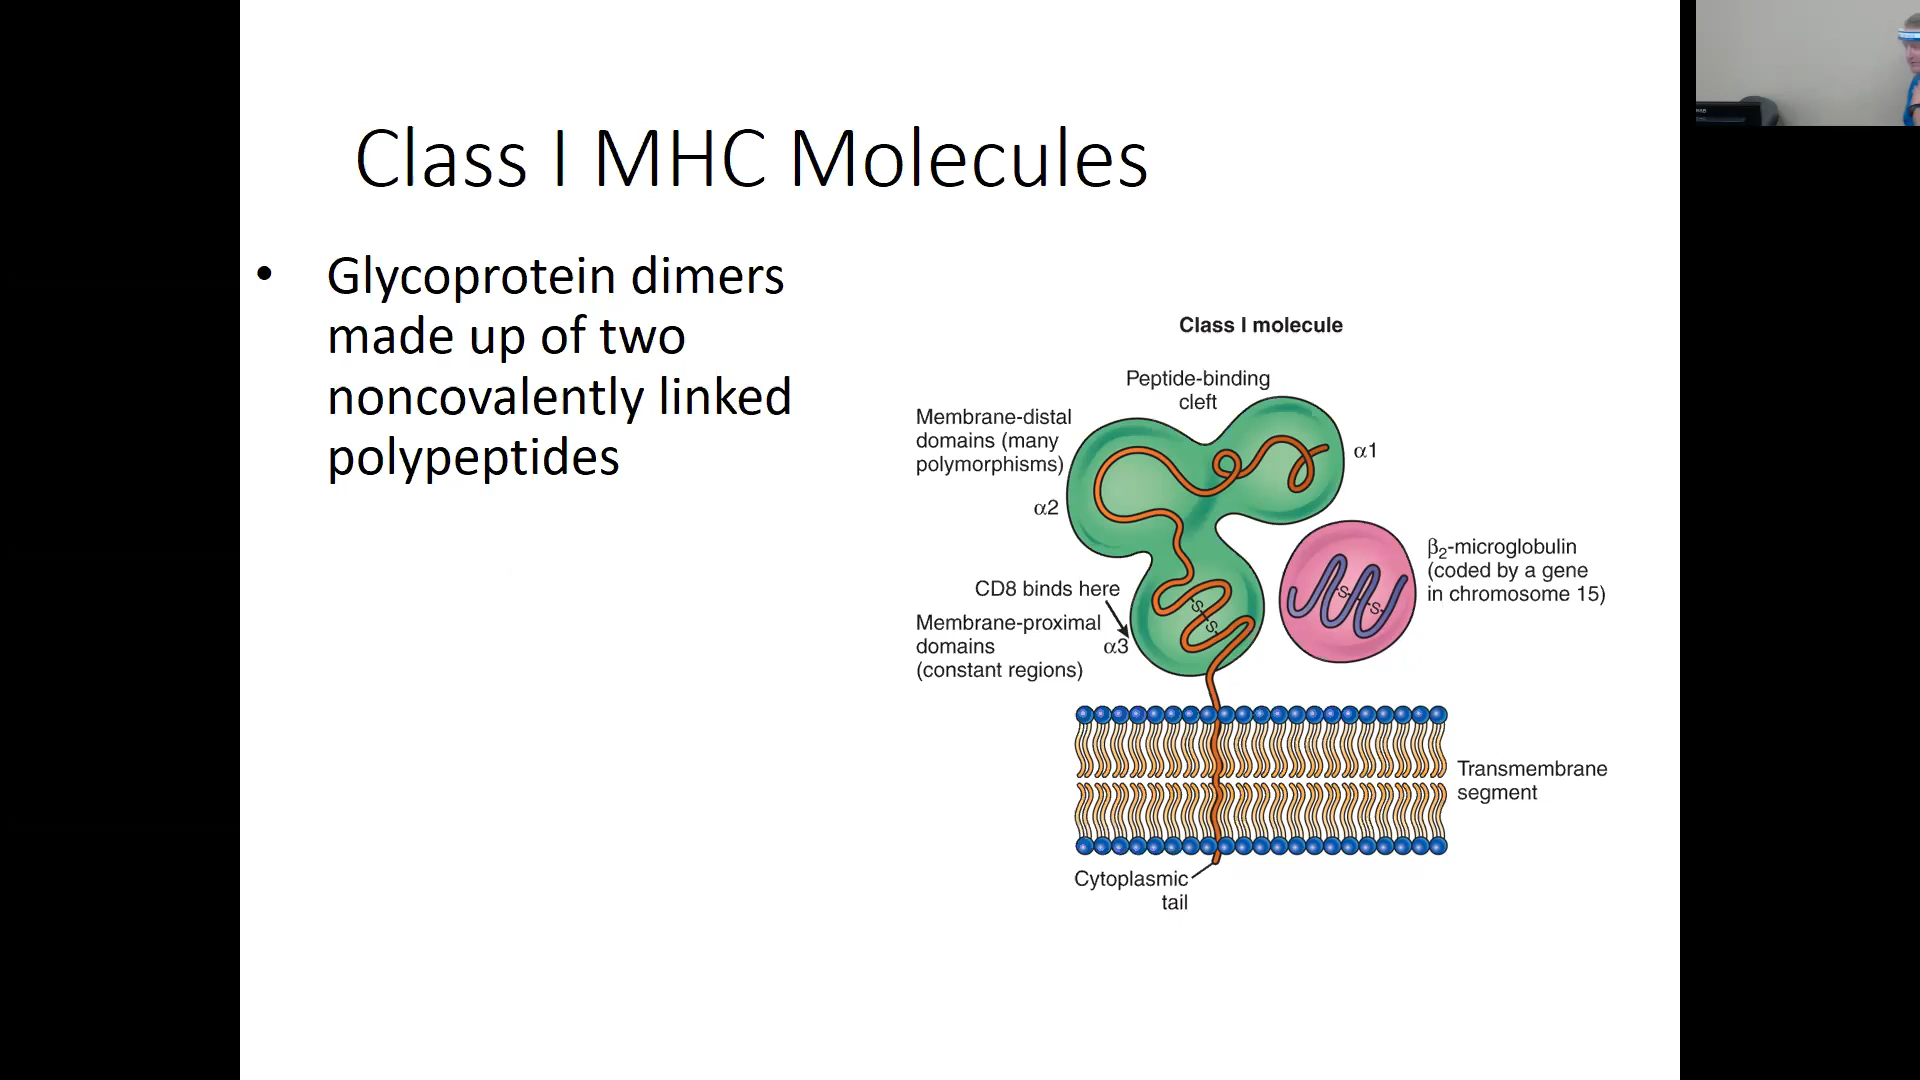 Class I MHC Molecules
• Glycoprotein dimers
made up of two
noncovalently linked
polypeptides
Class I molecule
Peptide-binding
cleft
Membrane-distal
domains (many
polymorphisms)
α1
α2
β2-microglobulin
(coded by a gene
in chromosome 15)
CD8 binds here
Membrane-proximal
domains
(constant regions)
α3
-S-
-S-
-S-
-S-
Transmembrane
segment
Cytoplasmic
tail